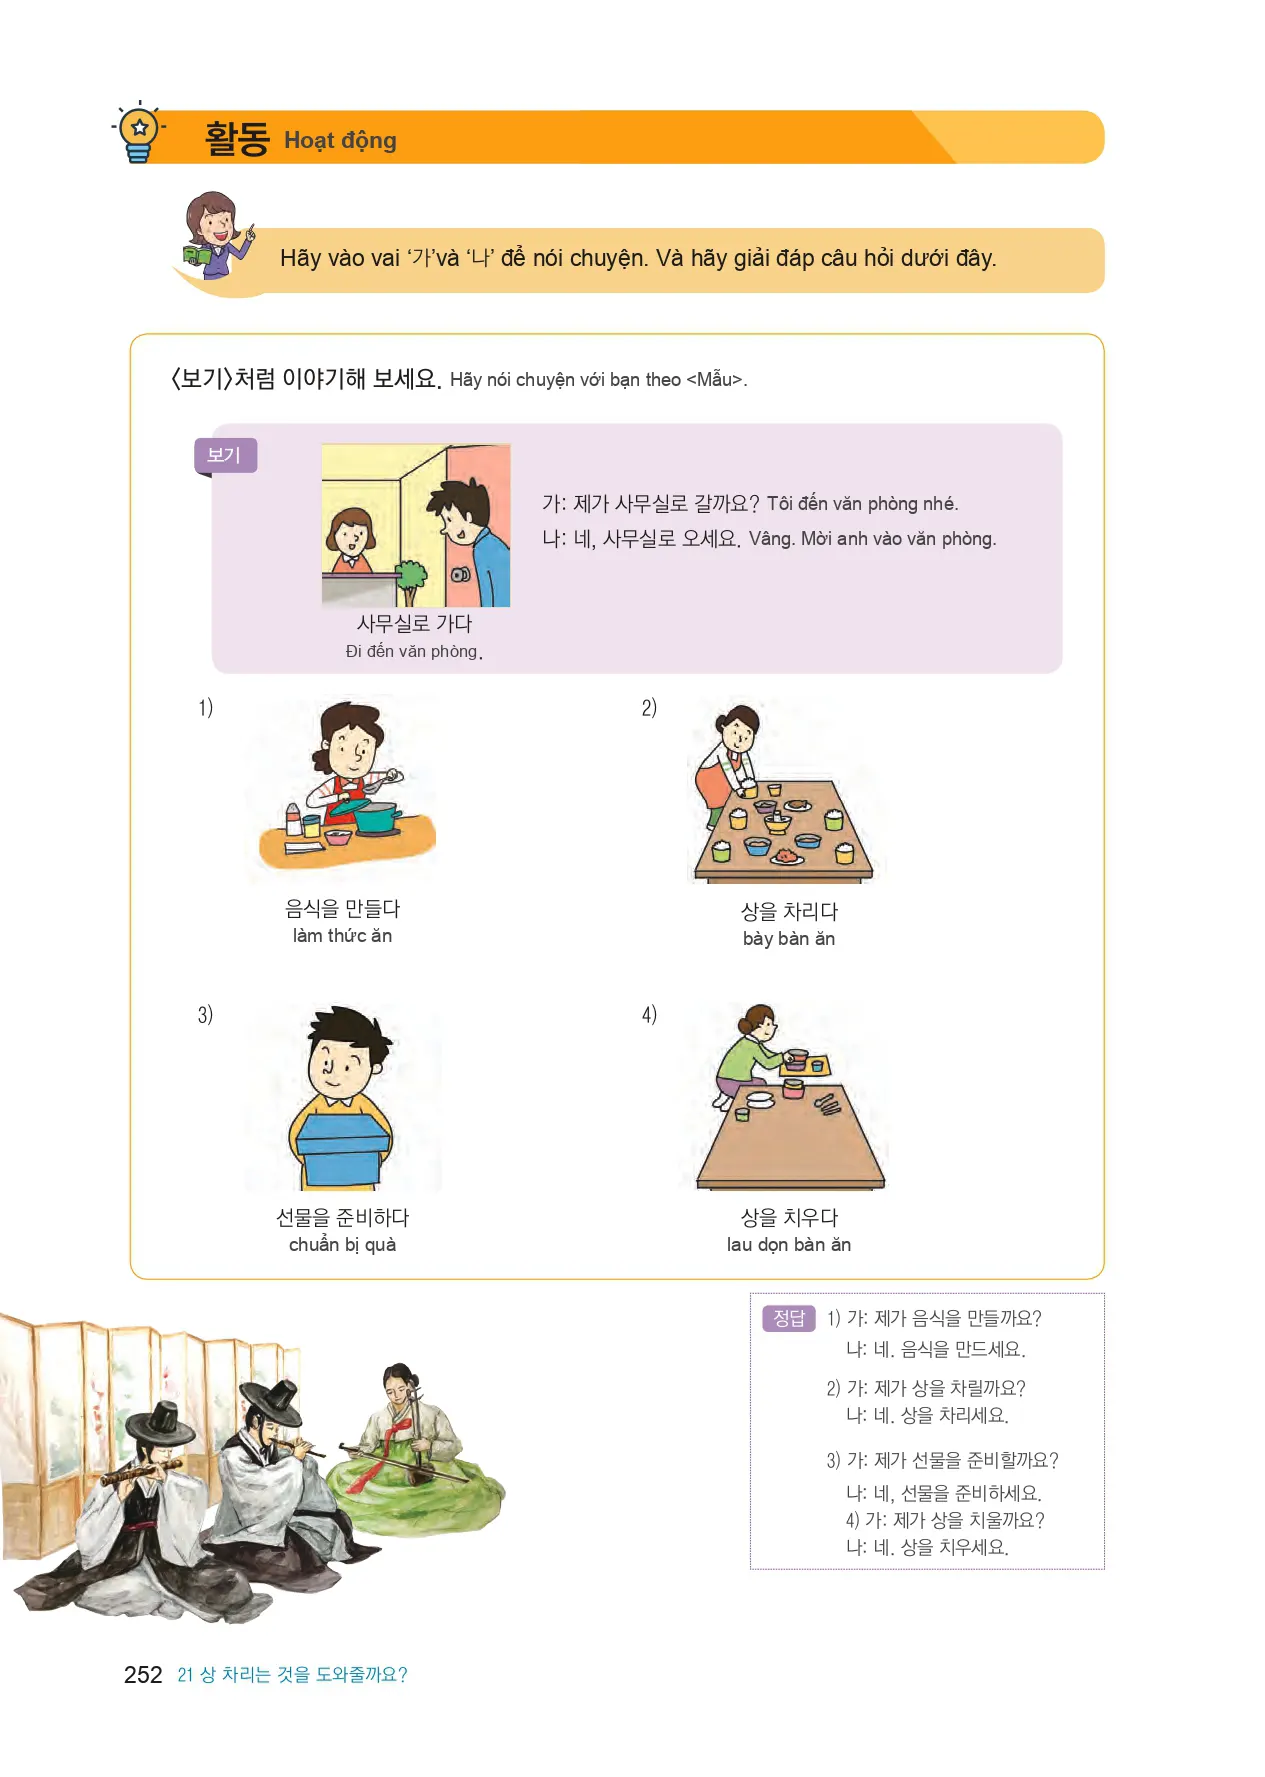 활동 Hoạt động
Hãy vào vai ‘가’và ‘나’ để nói chuyện. Và hãy giải đáp câu hỏi dưới đây.
〈보기〉처럼 이야기해 보세요. Hãy nói chuyện với bạn theo <Mẫu>.
보기
가: 제가 사무실로 갈까요? Tôi đến văn phòng nhé.
나: 네, 사무실로 오세요. Vâng. Mời anh vào văn phòng.
사무실로 가다
Đi đến văn phòng.
1)
음식을 만들다
làm thức ăn
2)
상을 차리다
bày bàn ăn
3)
선물을 준비하다
chuẩn bị quà
4)
상을 치우다
lau dọn bàn ăn
정답 1) 가: 제가 음식을 만들까요?
나: 네. 음식을 만드세요.
2) 가: 제가 상을 차릴까요?
나: 네. 상을 차리세요.
3) 가: 제가 선물을 준비할까요?
나: 네, 선물을 준비하세요.
4) 가: 제가 상을 치울까요?
나: 네. 상을 치우세요.
252 21 상 차리는 것을 도와줄까요?